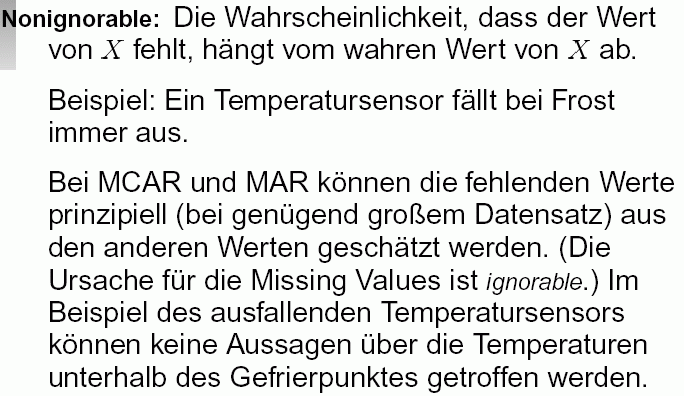 Nonignorable: Die Wahrscheinlichkeit, dass der Wert
von X fehlt, hängt vom wahren Wert von X ab.
Beispiel: Ein Temperatursensor fällt bei Frost
immer aus.
Bei MCAR und MAR können die fehlenden Werte
prinzipiell (bei genügend großem Datensatz) aus
den anderen Werten geschätzt werden. (Die
Ursache für die Missing Values ist ignorable.) Im
Beispiel des ausfallenden Temperatursensors
können keine Aussagen über die Temperaturen
unterhalb des Gefrierpunktes getroffen werden.